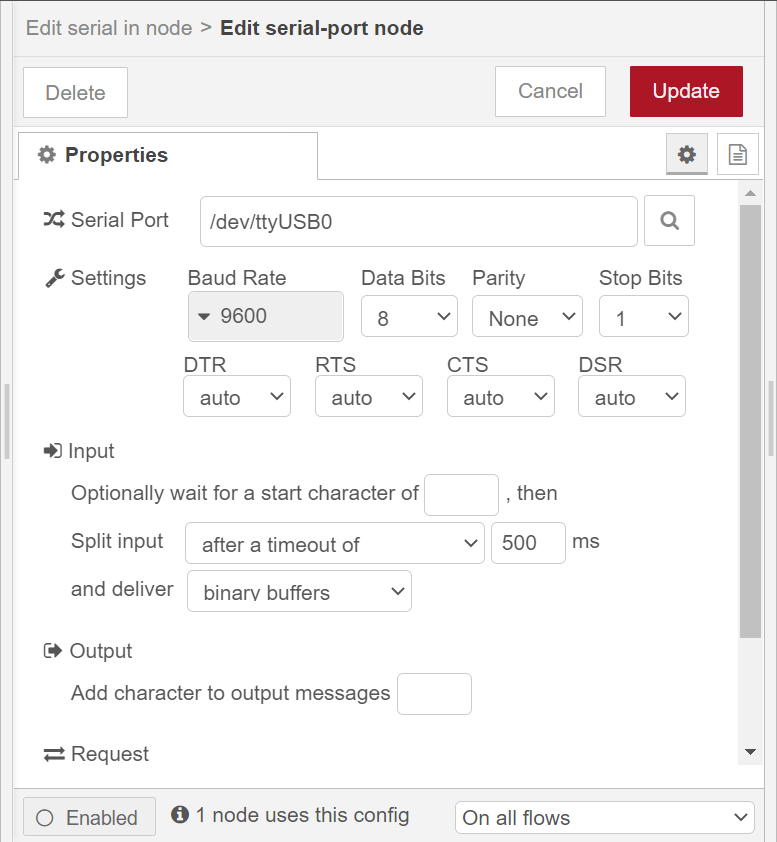 Edit serial in node > Edit serial-port node
Delete Cancel Update
Properties
Serial Port /dev/ttyUSB0
Settings Baud Rate Data Bits Parity Stop Bits
9600 8 None 1
DTR RTS CTS DSR
auto auto auto auto
Input
Optionally wait for a start character of , then
Split input after a timeout of 500 ms
and deliver binary buffers
Output
Add character to output messages
Request
Enabled 1 node uses this config On all flows